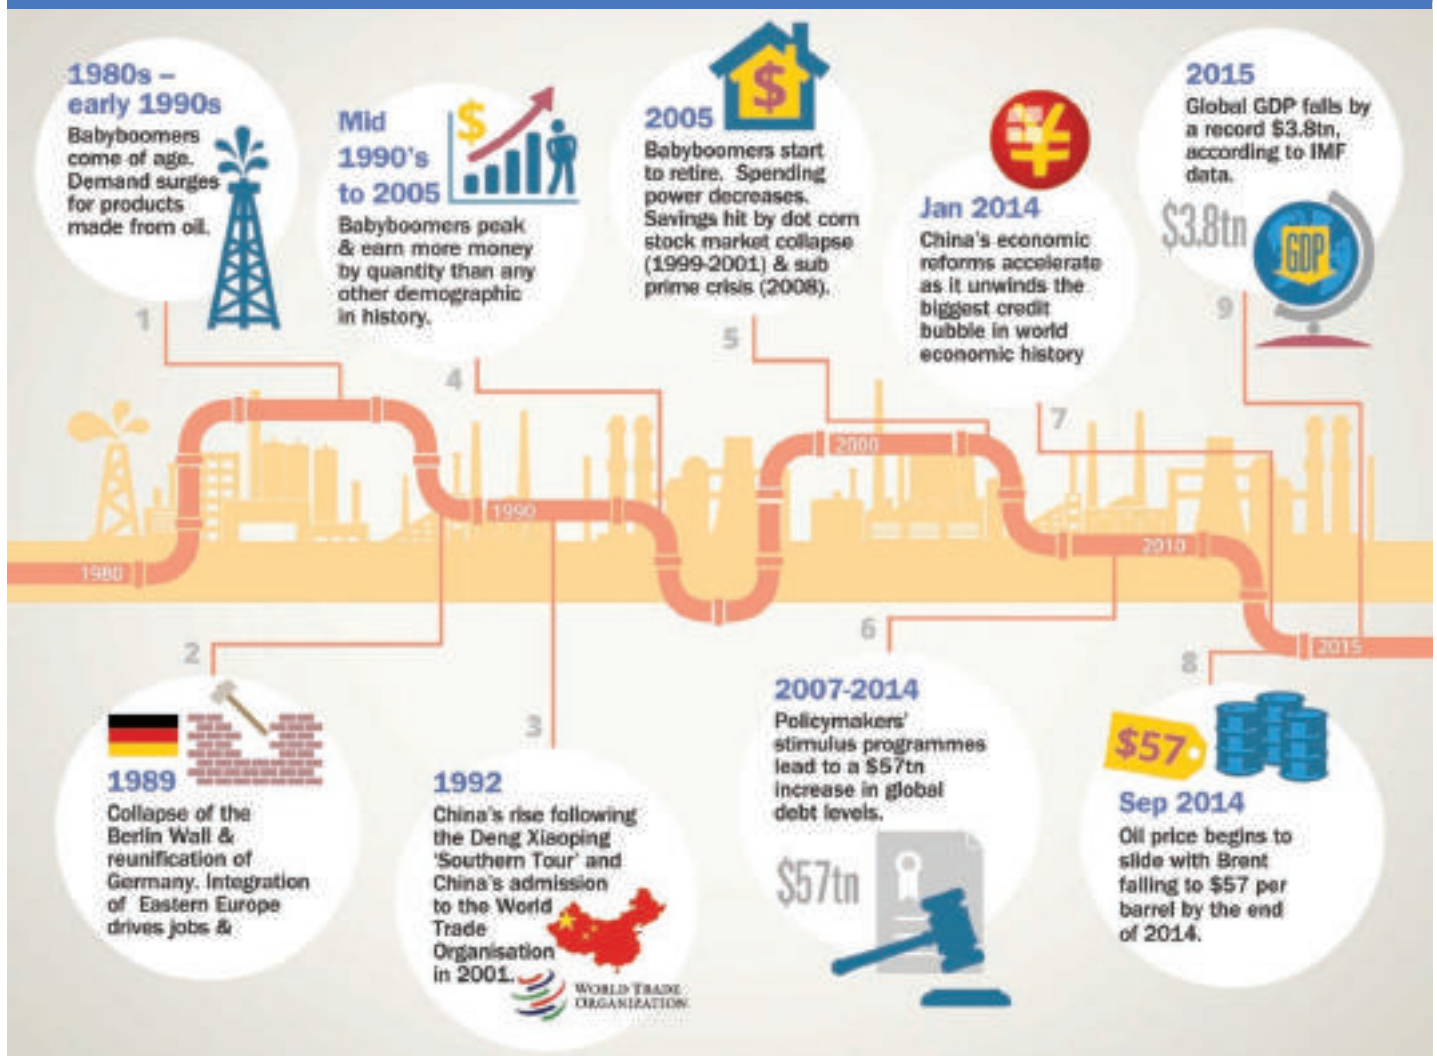 1980s –
early 1990s
Babyboomers
come of age.
Demand surges
for products
made from oil.
1
1989
Collapse of the
Berlin Wall &
reunification of
Germany. Integration
of Eastern Europe
drives jobs &
2
1992
China's rise following
the Deng Xiaoping
'Southern Tour' and
China's admission
to the World
Trade
Organisation
in 2001.
WORLD TRADE
ORGANIZATION
3
Mid
1990's
to 2005
$
Babyboomers peak
& earn more money
by quantity than any
other demographic
in history.
4
2005
$
Babyboomers start
to retire. Spending
power decreases.
Savings hit by dot com
stock market collapse
(1999-2001) & sub
prime crisis (2008).
5
2007-2014
Policymakers'
stimulus programmes
lead to a $57tn
increase in global
debt levels.
$57tn
6
¥
Jan 2014
China's economic
reforms accelerate
as it unwinds the
biggest credit
bubble in world
economic history
7
$57
Sep 2014
Oil price begins to
slide with Brent
falling to $57 per
barrel by the end
of 2014.
8
2015
Global GDP falls by
a record $3.8tn,
according to IMF
data.
$3.8tn
GDP
9
1980
1990
2000
2010
2015